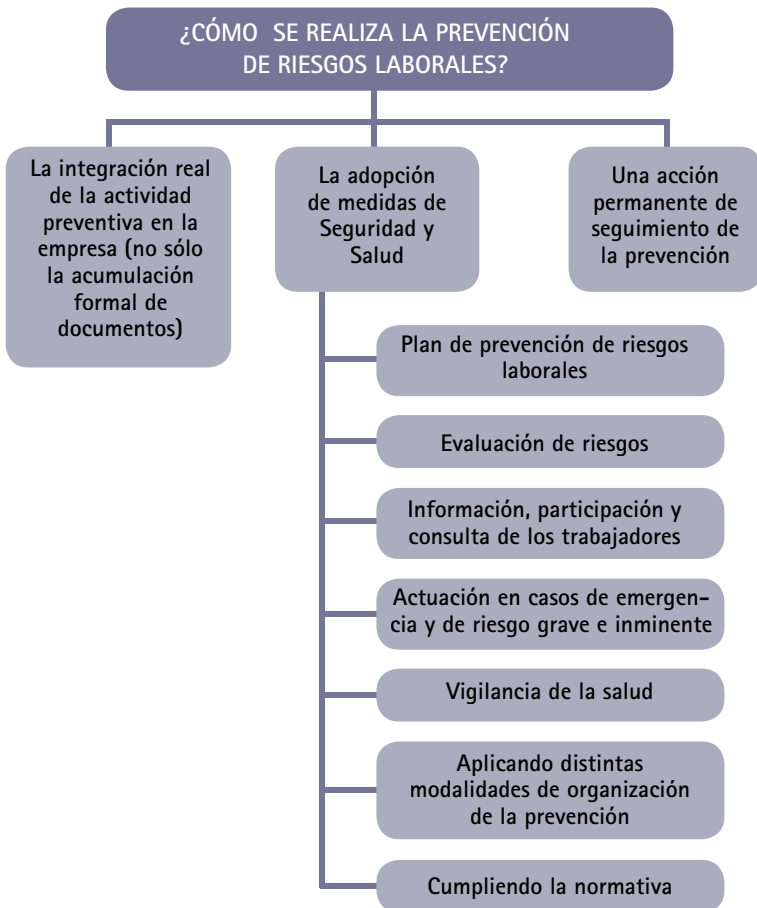 ¿CÓMO SE REALIZA LA PREVENCIÓN
DE RIESGOS LABORALES?
La integración real
de la actividad
preventiva en la
empresa (no sólo
la acumulación
formal de
documentos)
La adopción
de medidas de
Seguridad y
Salud
Una acción
permanente de
seguimiento de
la prevención
Plan de prevención de riesgos
laborales
Evaluación de riesgos
Información, participación y
consulta de los trabajadores
Actuación en casos de emergen-
cia y de riesgo grave e inminente
Vigilancia de la salud
Aplicando distintas
modalidades de organización
de la prevención
Cumpliendo la normativa